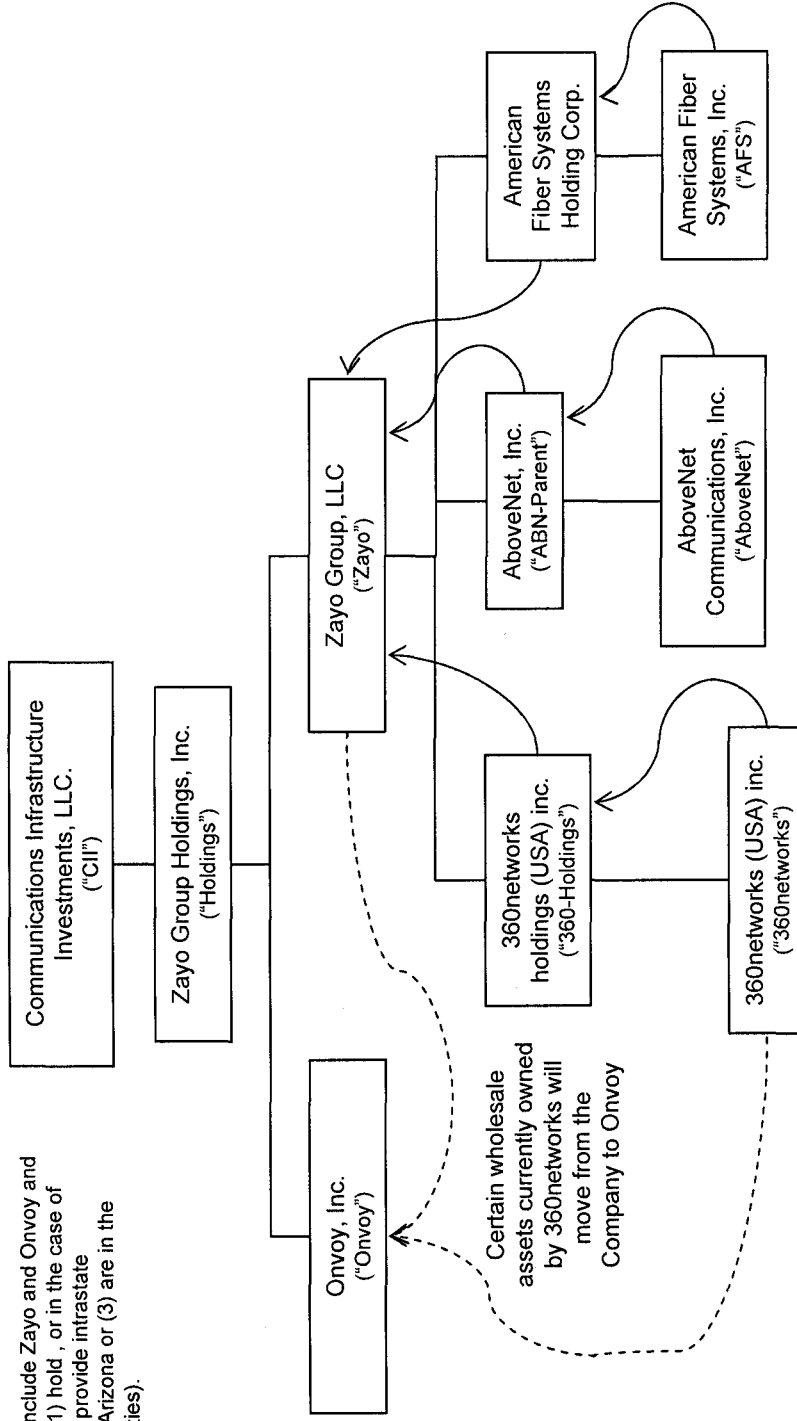 nclude Zayo and Onvoy and
1) hold , or in the case of
provide intrastate
Arizona or (3) are in the
ties).
Communications Infrastructure
Investments, LLC.
("CII")
Zayo Group Holdings, Inc.
("Holdings")
Onvoy, Inc.
("Onvoy")
Zayo Group, LLC
("Zayo")
Certain wholesale
assets currently owned
by 360networks will
move from the
Company to Onvoy
360networks
holdings (USA) inc.
("360-Holdings")
AboveNet, Inc.
("ABN-Parent")
American
Fiber Systems
Holding Corp.
360networks (USA) inc.
("360networks")
AboveNet
Communications, Inc.
("AboveNet")
American Fiber
Systems, Inc.
("AFS")